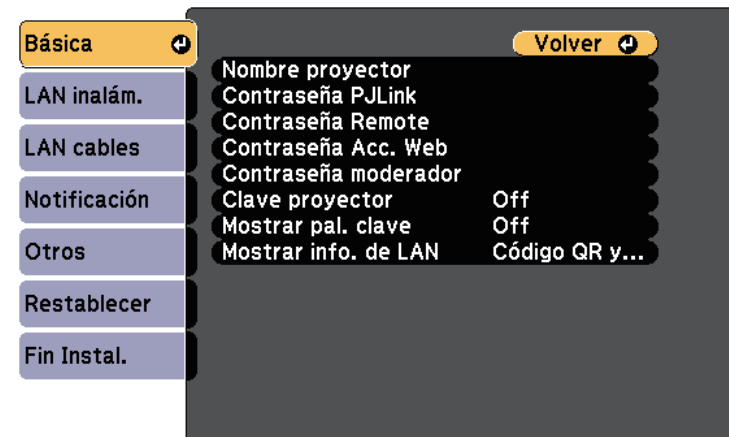 Básica
LAN inalám.
LAN cables
Notificación
Otros
Restablecer
Fin Instal.
Volver
Nombre proyector
Contraseña PJLink
Contraseña Remote
Contraseña Acc. Web
Contraseña moderador
Clave proyector Off
Mostrar pal. clave Off
Mostrar info. de LAN Código QR y...